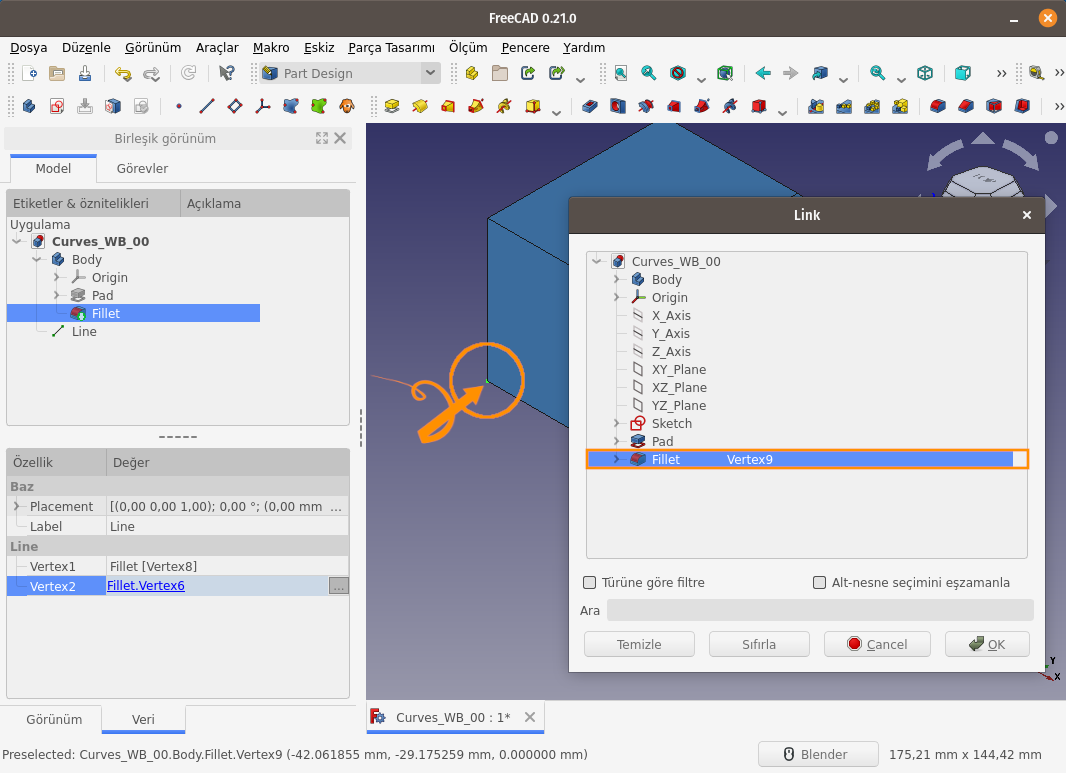 FreeCAD 0.21.0
Dosya Düzenle Görünüm Araçlar Makro Eskiz Parça Tasarımı Ölçüm Pencere Yardım
Part Design
Birleşik görünüm
Model Görevler
Etiketler & öznitelikleri Açıklama
Uygulama
Curves_WB_00
Body
Origin
Pad
Fillet
Line
Özellik Değer
Baz
Placement [(0,00 0,00 1,00); 0,00 °; (0,00 mm ...
Label Line
Line
Vertex1 Fillet [Vertex8]
Vertex2 Fillet.Vertex6 ...
Görünüm Veri
Link
Curves_WB_00
Body
Origin
X_Axis
Y_Axis
Z_Axis
XY_Plane
XZ_Plane
YZ_Plane
Sketch
Pad
Fillet Vertex9
Türüne göre filtre Alt-nesne seçimini eşzamanla
Ara
Temizle Sıfırla Cancel OK
Y
X
Curves_WB_00 : 1*
Preselected: Curves_WB_00.Body.Fillet.Vertex9 (-42.061855 mm, -29.175259 mm, 0.000000 mm) Blender 175,21 mm x 144,42 mm